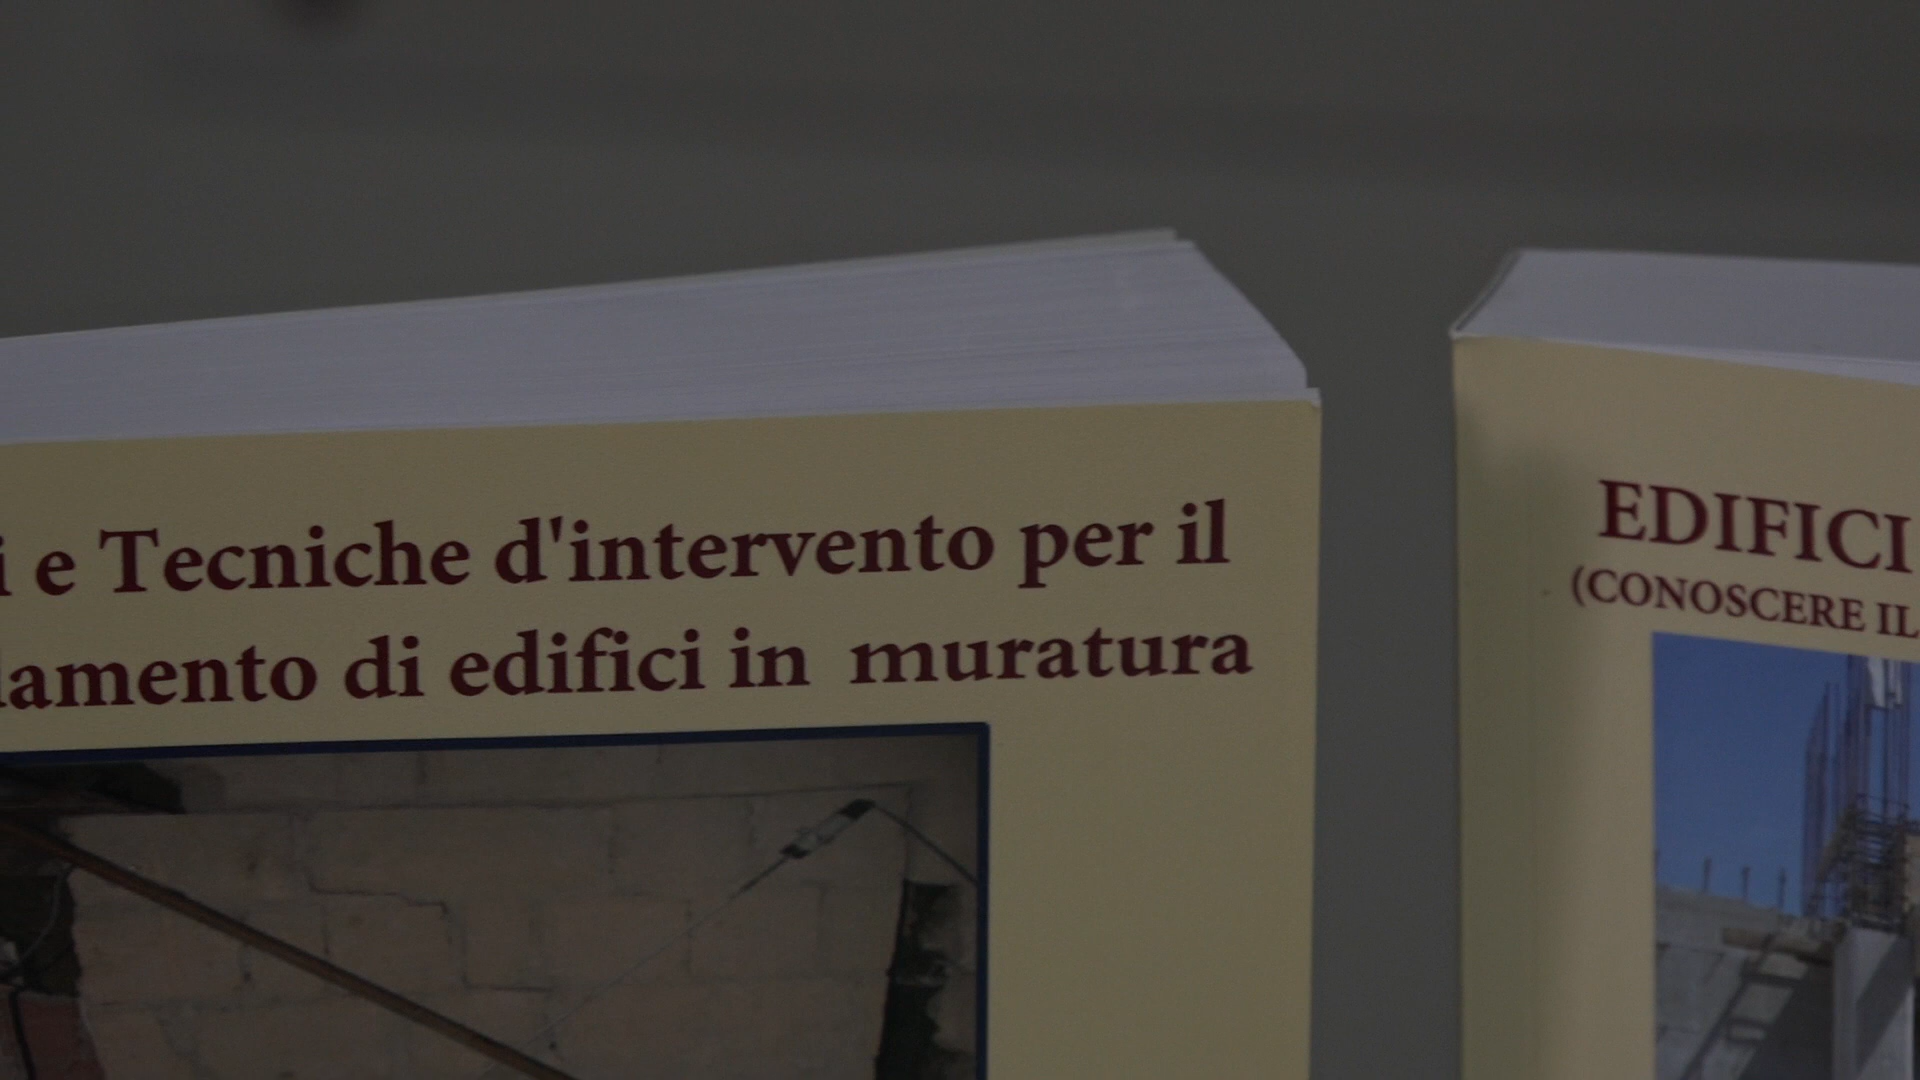 i e Tecniche d'intervento per il
lamento di edifici in muratura
EDIFICI
(CONOSCERE IL